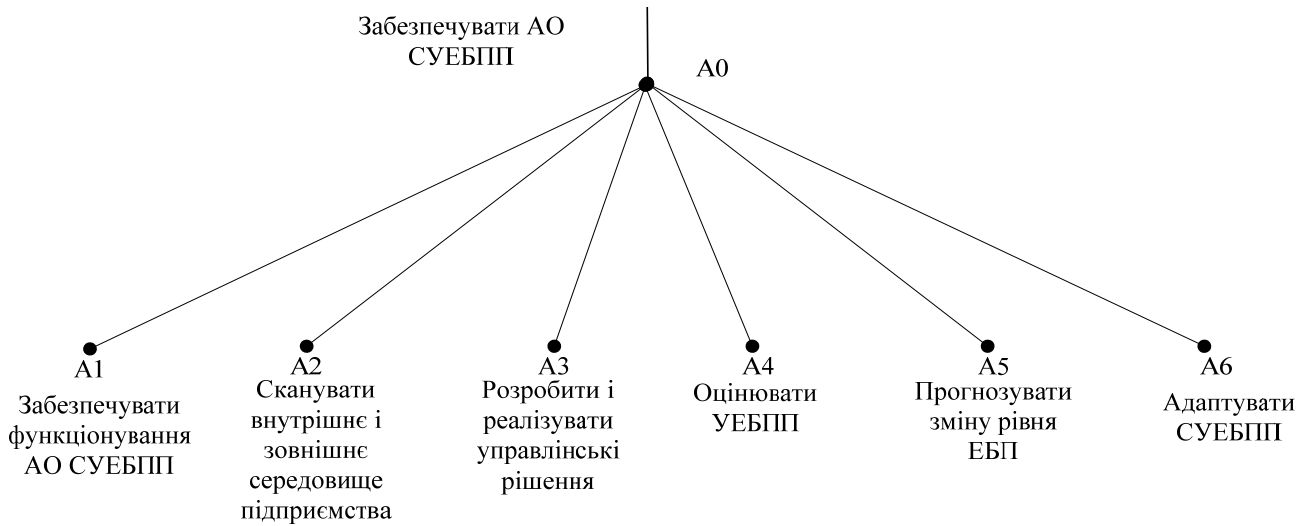 Забезпечувати АО
СУЕБПП
А0
А1
Забезпечувати
функціонування
АО СУЕБПП
А2
Сканувати
внутрішнє і
зовнішнє
середовище
підприємства
А3
Розробити і
реалізувати
управлінські
рішення
А4
Оцінювати
УЕБПП
А5
Прогнозувати
зміну рівня
ЕБП
А6
Адаптувати
СУЕБПП